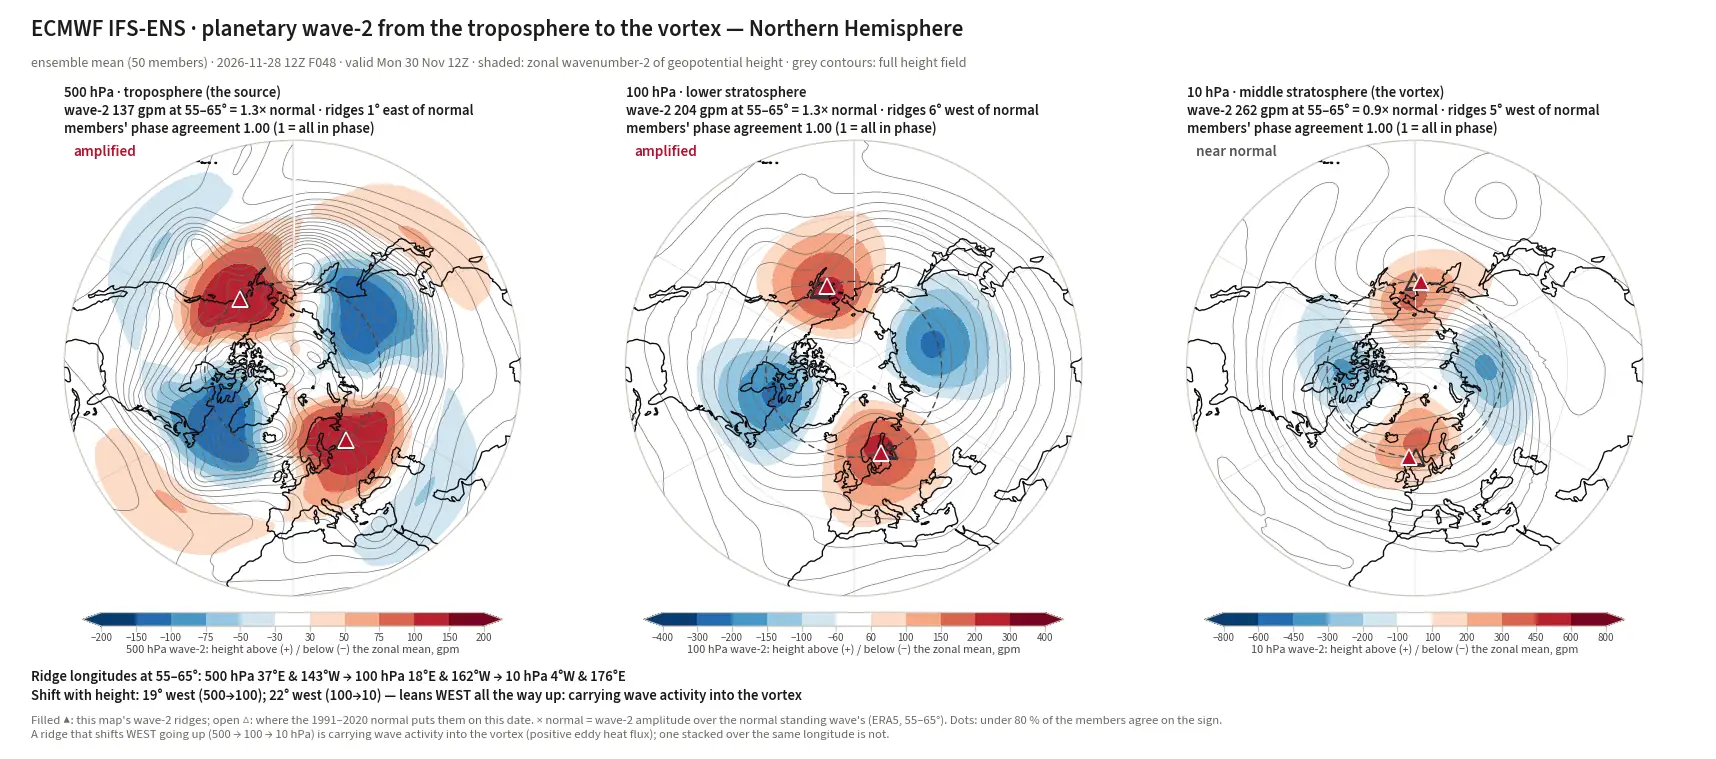 ECMWF IFS-ENS · planetary wave-2 from the troposphere to the vortex — Northern Hemisphere
ensemble mean (50 members) · 2026-11-28 12Z F048 · valid Mon 30 Nov 12Z · shaded: zonal wavenumber-2 of geopotential height · grey contours: full height field
500 hPa · troposphere (the source)
wave-2 137 gpm at 55–65° = 1.3× normal · ridges 1° east of normal
members' phase agreement 1.00 (1 = all in phase)
amplified
100 hPa · lower stratosphere
wave-2 204 gpm at 55–65° = 1.3× normal · ridges 6° west of normal
members' phase agreement 1.00 (1 = all in phase)
amplified
10 hPa · middle stratosphere (the vortex)
wave-2 262 gpm at 55–65° = 0.9× normal · ridges 5° west of normal
members' phase agreement 1.00 (1 = all in phase)
near normal
−200 −150 −100 −75 −50 −30 30 50 75 100 150 200
500 hPa wave-2: height above (+) / below (−) the zonal mean, gpm
−400 −300 −200 −150 −100 −60 60 100 150 200 300 400
100 hPa wave-2: height above (+) / below (−) the zonal mean, gpm
−800 −600 −450 −300 −200 −100 100 200 300 450 600 800
10 hPa wave-2: height above (+) / below (−) the zonal mean, gpm
Ridge longitudes at 55–65°: 500 hPa 37°E & 143°W → 100 hPa 18°E & 162°W → 10 hPa 4°W & 176°E
Shift with height: 19° west (500→100); 22° west (100→10) — leans WEST all the way up: carrying wave activity into the vortex
Filled ▲: this map's wave-2 ridges; open △: where the 1991–2020 normal puts them on this date. × normal = wave-2 amplitude over the normal standing wave's (ERA5, 55–65°). Dots: under 80 % of the members agree on the sign.
A ridge that shifts WEST going up (500 → 100 → 10 hPa) is carrying wave activity into the vortex (positive eddy heat flux); one stacked over the same longitude is not.